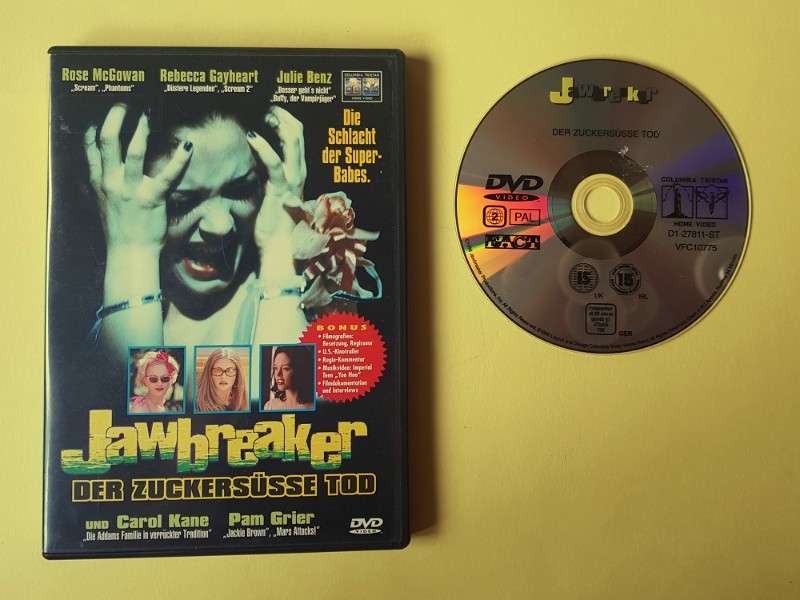 Rose McGowan
„Scream“, „Phantoms“
Rebecca Gayheart
„Düstere Legenden“, „Scream 2“
Julie Benz
„Besser geht's nicht“
„Buffy, der Vampirjäger“
COLUMBIA TRISTAR
HOME VIDEO
Die
Schlacht
der Super-
Babes.
BONUS
• Filmografien:
Besetzung, Regisseur
• U.S.-Kinotrailer
• Regie-Kommentar
• Musikvideo: Imperial
Teen „Yoo Hoo“
• Filmdokumentation
und Interviews
Jawbreaker
DER ZUCKERSÜSSE TOD
UND Carol Kane
„Die Addams Familie in verrückter Tradition“
Pam Grier
„Jackie Brown“, „Mars Attacks!“
DVD
VIDEO
Jawbreaker
DER ZUCKERSÜSSE TOD
DVD
VIDEO
2 PAL
FACT
COLUMBIA TRISTAR
HOME VIDEO
D1-27811-ST
VFC10775
15
UK
15
IRL
GER